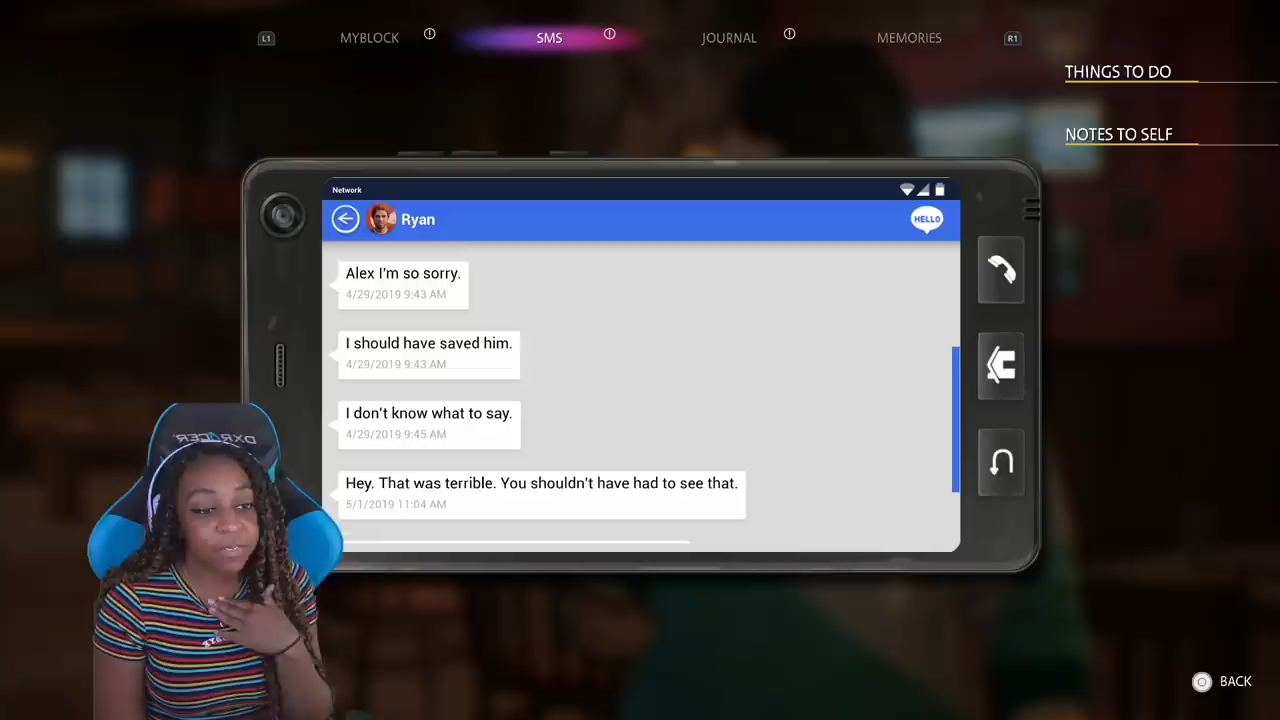 L1
MYBLOCK
SMS
JOURNAL
MEMORIES
R1
THINGS TO DO
NOTES TO SELF
Network
Ryan
HELLO
Alex I'm so sorry.
4/29/2019 9:43 AM
I should have saved him.
4/29/2019 9:43 AM
I don't know what to say.
4/29/2019 9:45 AM
Hey. That was terrible. You shouldn't have had to see that.
5/1/2019 11:04 AM
DXRACER
BACK